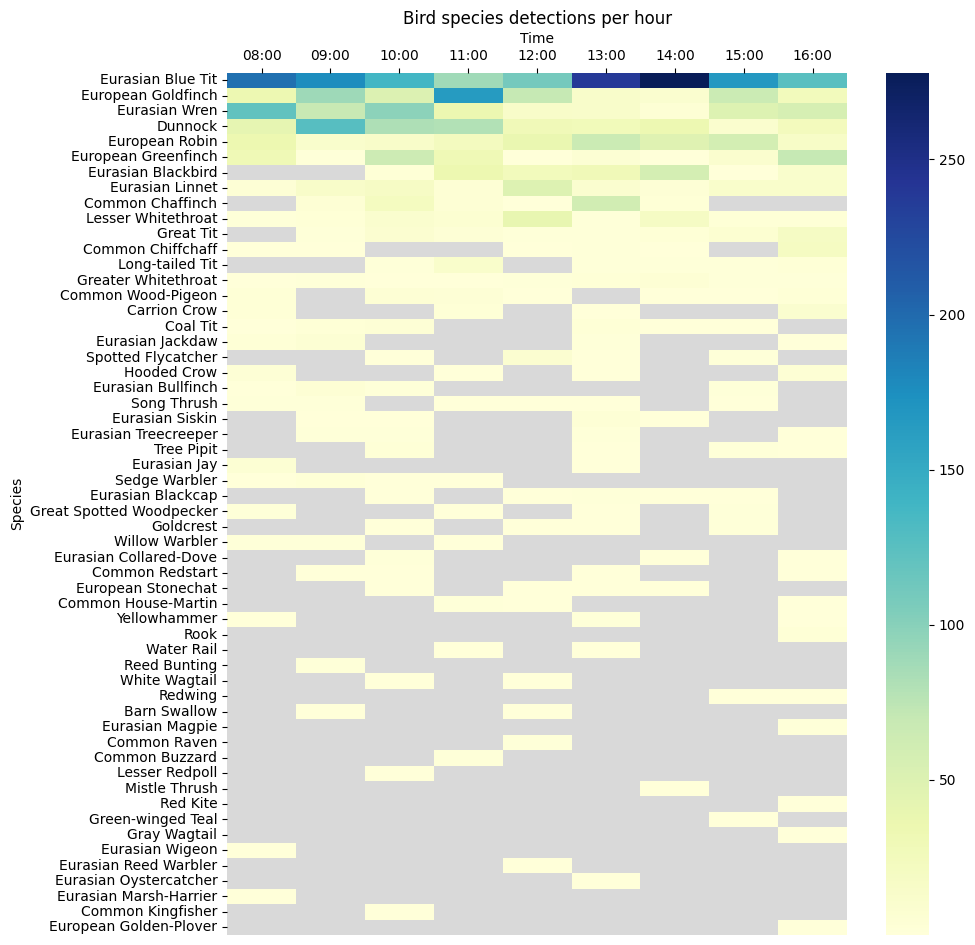 Bird species detections per hour
Time
08:00 09:00 10:00 11:00 12:00 13:00 14:00 15:00 16:00
Species
Eurasian Blue Tit
European Goldfinch
Eurasian Wren
Dunnock
European Robin
European Greenfinch
Eurasian Blackbird
Eurasian Linnet
Common Chaffinch
Lesser Whitethroat
Great Tit
Common Chiffchaff
Long-tailed Tit
Greater Whitethroat
Common Wood-Pigeon
Carrion Crow
Coal Tit
Eurasian Jackdaw
Spotted Flycatcher
Hooded Crow
Eurasian Bullfinch
Song Thrush
Eurasian Siskin
Eurasian Treecreeper
Tree Pipit
Eurasian Jay
Sedge Warbler
Eurasian Blackcap
Great Spotted Woodpecker
Goldcrest
Willow Warbler
Eurasian Collared-Dove
Common Redstart
European Stonechat
Common House-Martin
Yellowhammer
Rook
Water Rail
Reed Bunting
White Wagtail
Redwing
Barn Swallow
Eurasian Magpie
Common Raven
Common Buzzard
Lesser Redpoll
Mistle Thrush
Red Kite
Green-winged Teal
Gray Wagtail
Eurasian Wigeon
Eurasian Reed Warbler
Eurasian Oystercatcher
Eurasian Marsh-Harrier
Common Kingfisher
European Golden-Plover
250
200
150
100
50